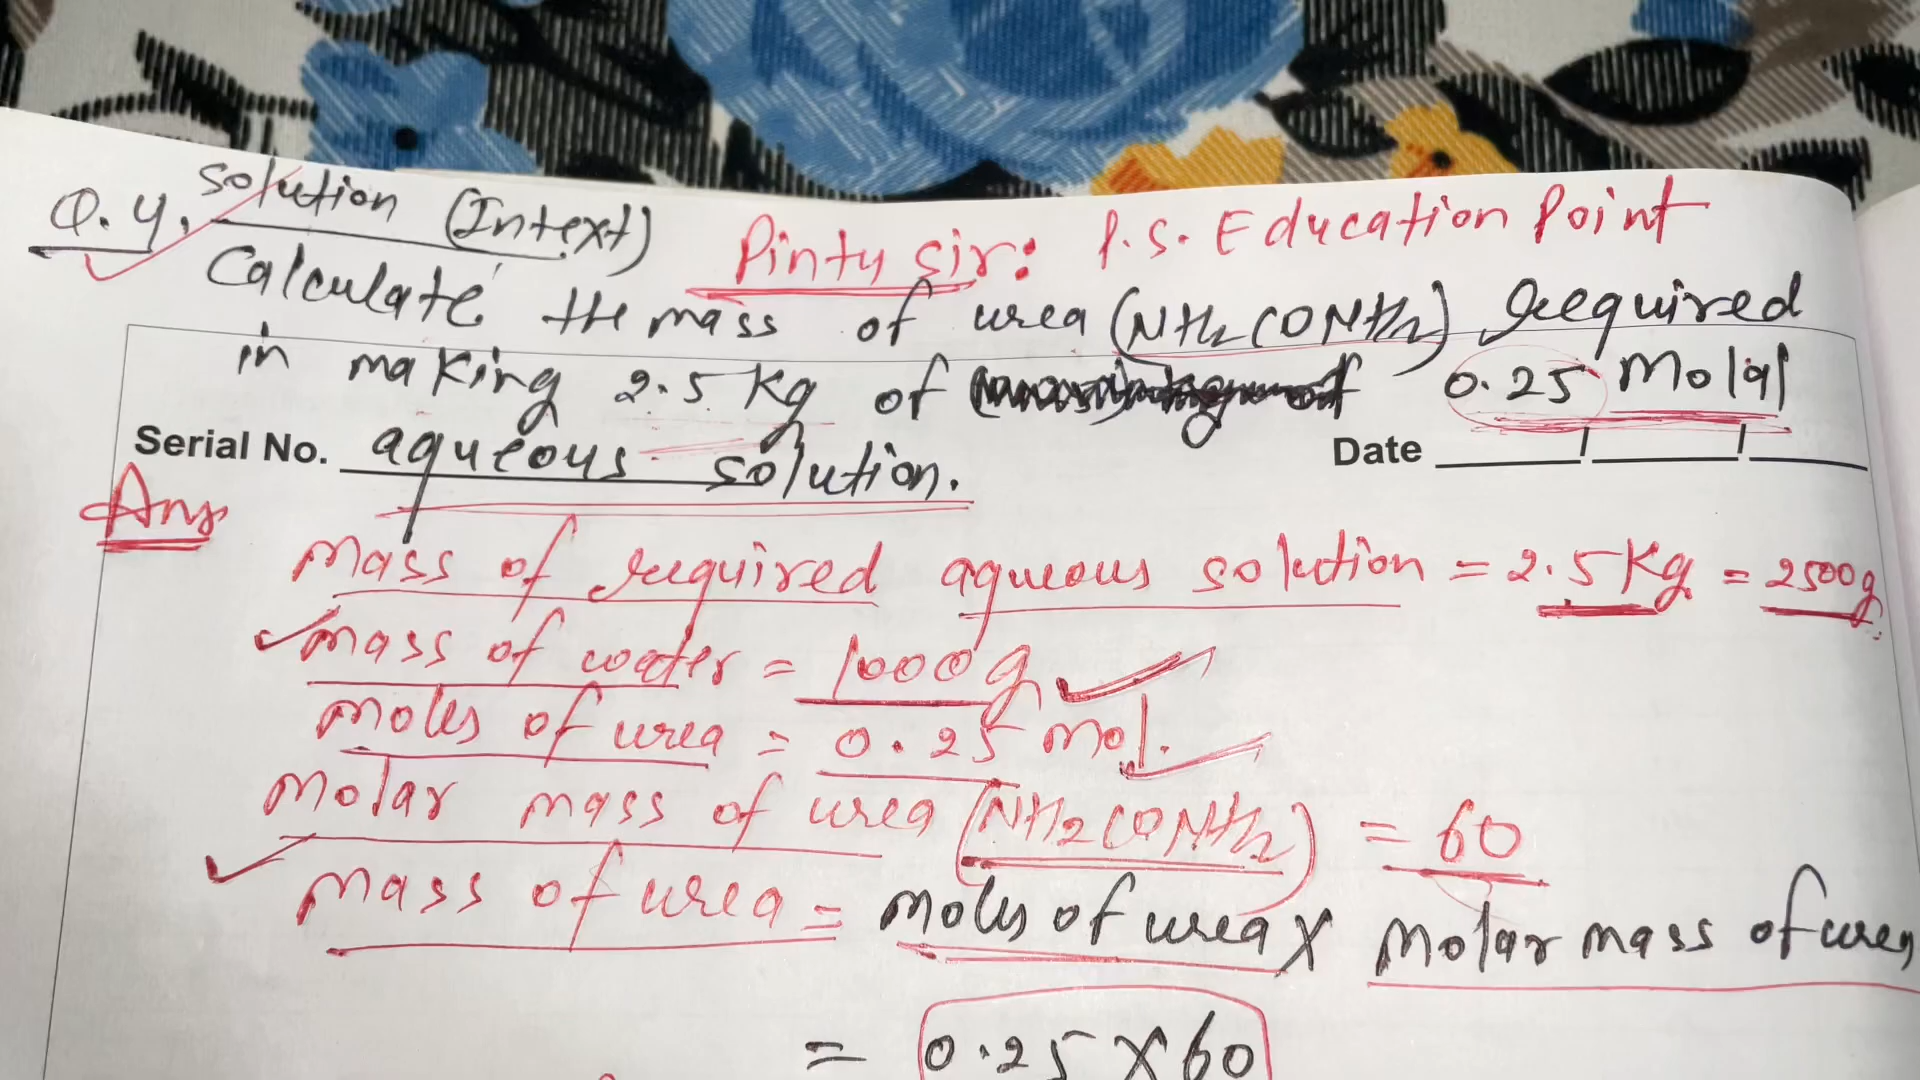 Q.4. Solution (Intext)
Pintu Sir: P.S. Education Point
Calculate the mass of urea (NH2CONH2) required
in making 2.5 Kg of 0.25 Molal
Serial No. aqueous solution. Date / /
Ans
Mass of required aqueous solution = 2.5 Kg = 2500g
Mass of water = 1000g
Moles of urea = 0.25 mol.
Molar mass of urea (NH2CONH2) = 60
Mass of urea = Moles of urea X Molar mass of urea
= 0.25 X 60